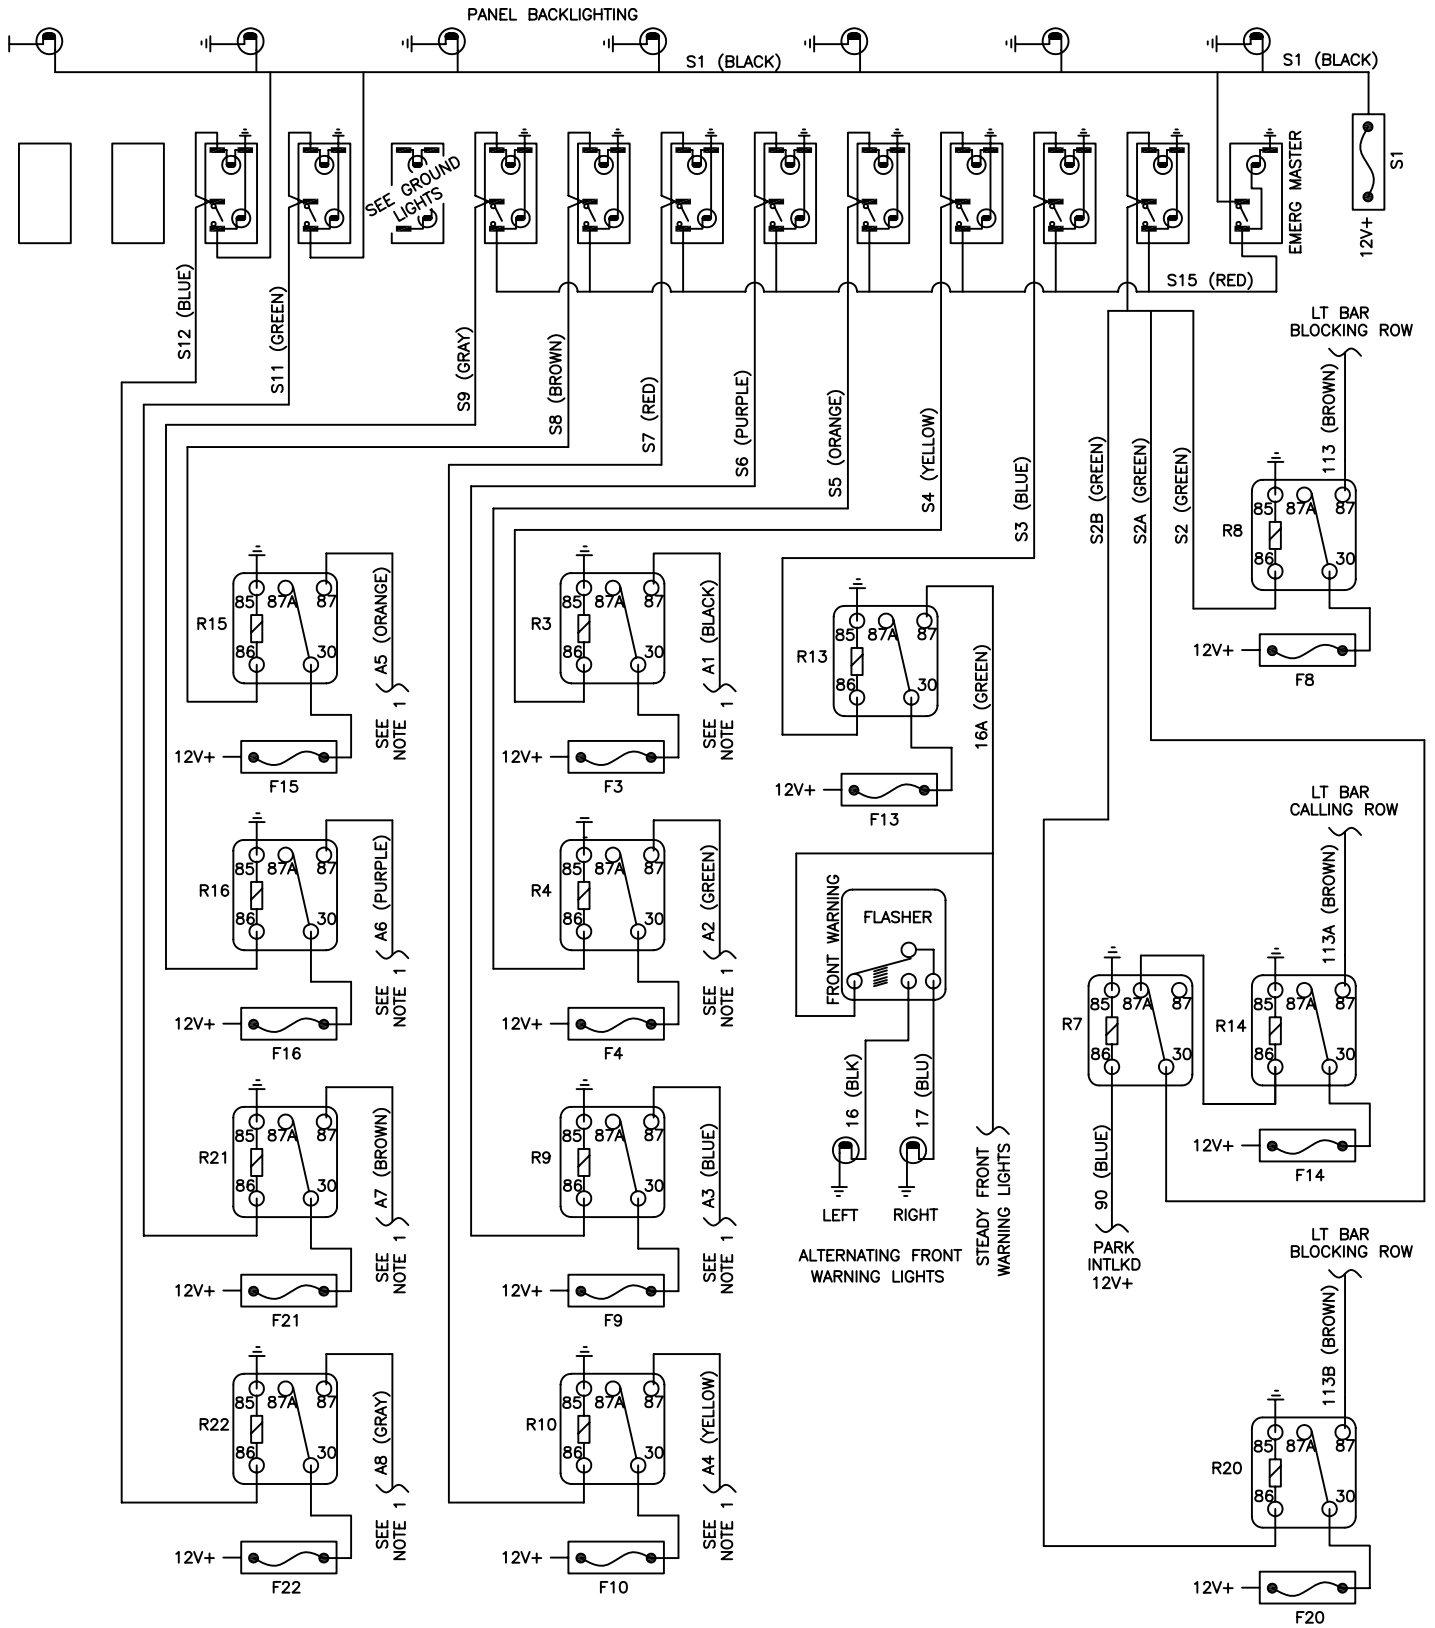 PANEL BACKLIGHTING
S1 (BLACK)
S1 (BLACK)
S1
12V+
EMERG MASTER
SEE GROUND
LIGHTS
S15 (RED)
S12 (BLUE)
S11 (GREEN)
S9 (GRAY)
S8 (BROWN)
S7 (RED)
S6 (PURPLE)
S5 (ORANGE)
S4 (YELLOW)
S3 (BLUE)
S2B (GREEN)
S2A (GREEN)
S2 (GREEN)
LT BAR
BLOCKING ROW
113 (BROWN)
85
87A
87
R8
86
30
12V+
F8
85
87A
87
R15
86
30
A5 (ORANGE)
SEE
NOTE 1
12V+
F15
85
87A
87
R3
86
30
A1 (BLACK)
SEE
NOTE 1
12V+
F3
85
87A
87
R13
86
30
16A (GREEN)
12V+
F13
85
87A
87
R16
86
30
A6 (PURPLE)
SEE
NOTE 1
12V+
F16
85
87A
87
R4
86
30
A2 (GREEN)
SEE
NOTE 1
12V+
F4
FRONT WARNING
FLASHER
16 (BLK)
17 (BLU)
LEFT
RIGHT
ALTERNATING FRONT
WARNING LIGHTS
STEADY FRONT
WARNING LIGHTS
LT BAR
CALLING ROW
113A (BROWN)
85
87A
87
R7
86
30
90 (BLUE)
PARK
INTLKD
12V+
85
87A
87
R14
86
30
12V+
F14
85
87A
87
R21
86
30
A7 (BROWN)
SEE
NOTE 1
12V+
F21
85
87A
87
R9
86
30
A3 (BLUE)
SEE
NOTE 1
12V+
F9
LT BAR
BLOCKING ROW
113B (BROWN)
85
87A
87
R22
86
30
A8 (GRAY)
SEE
NOTE 1
12V+
F22
85
87A
87
R10
86
30
A4 (YELLOW)
SEE
NOTE 1
12V+
F10
85
87A
87
R20
86
30
12V+
F20